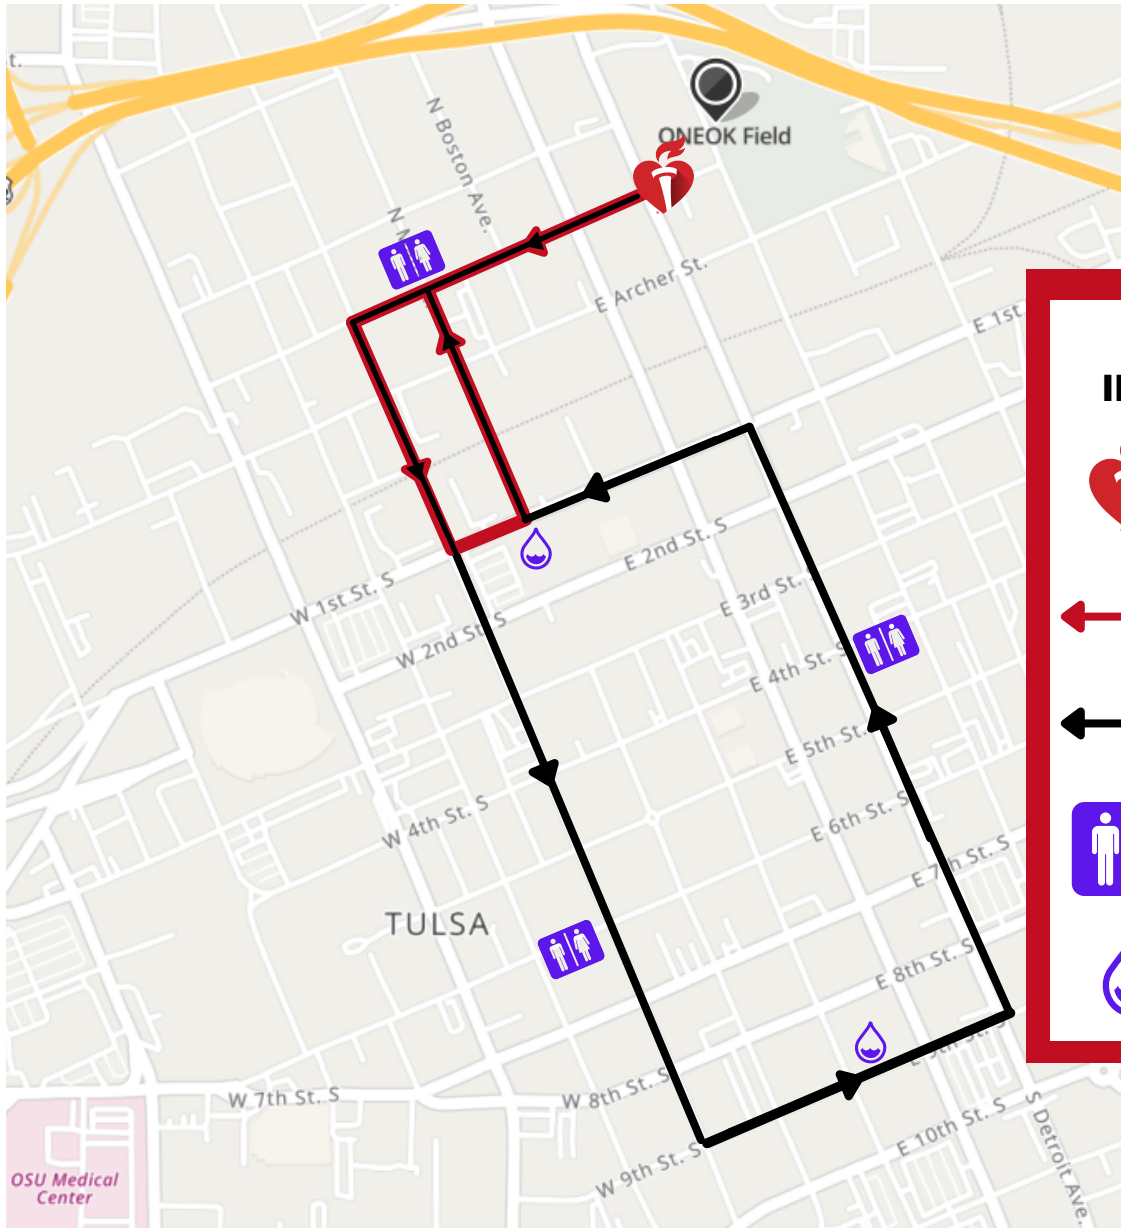 t.
N Boston Ave.
ONEOK Field
N
E Archer St.
E 1st
E 2nd St. S
W 1st St. S
E 3rd St.
W 2nd St. S
E 4th St. S
E 5th St.
W 4th St. S
E 6th St. S
E 7th St. S
TULSA
E 8th St. S
W 7th St. S
W 8th St. S
E 10th St. S
S Detroit Ave.
W 9th St. S
OSU Medical
Center